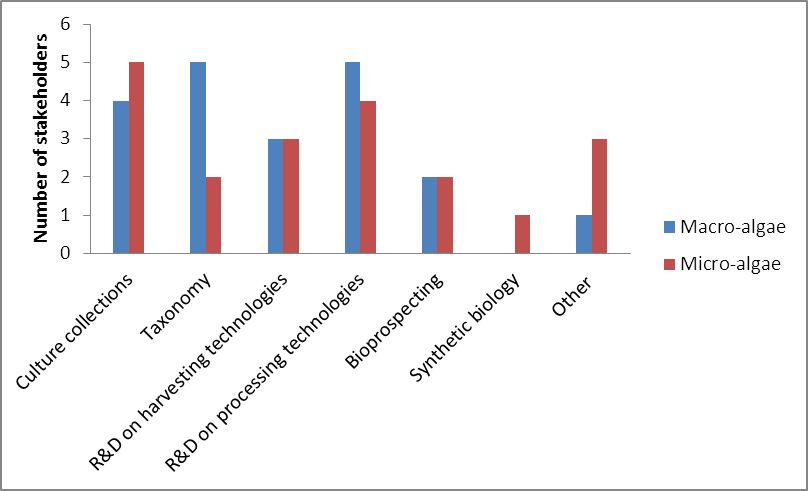 Number of stakeholders
6
5
4
3
2
1
0
Culture collections
Taxonomy
R&D on harvesting technologies
R&D on processing technologies
Bioprospecting
Synthetic biology
Other
Macro-algae
Micro-algae